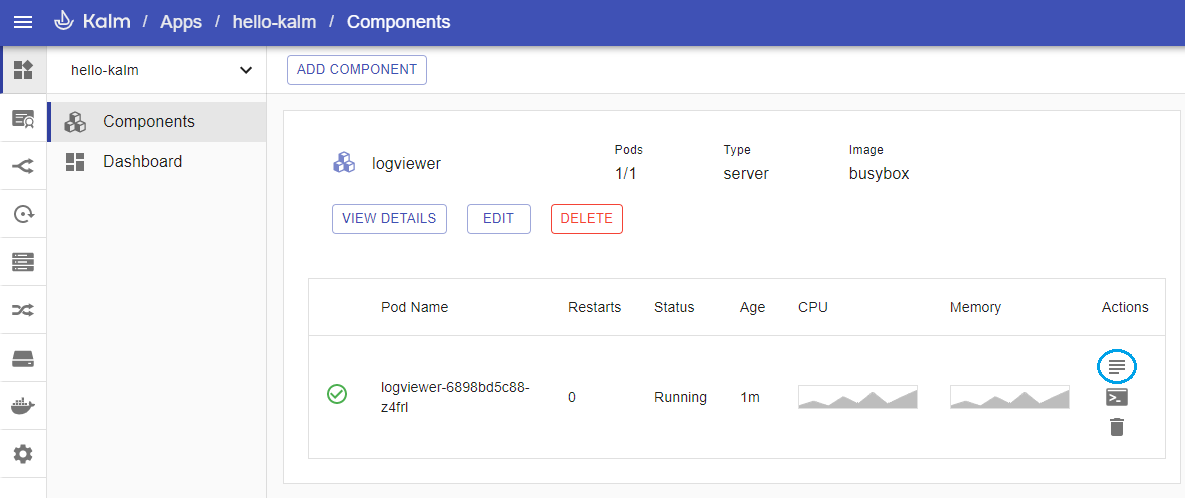 Kalm / Apps / hello-kalm / Components
hello-kalm
ADD COMPONENT
Components
Dashboard
logviewer
Pods
1/1
Type
server
Image
busybox
VIEW DETAILS
EDIT
DELETE
Pod Name Restarts Status Age CPU Memory Actions
logviewer-6898bd5c88-
z4frl
0 Running 1m